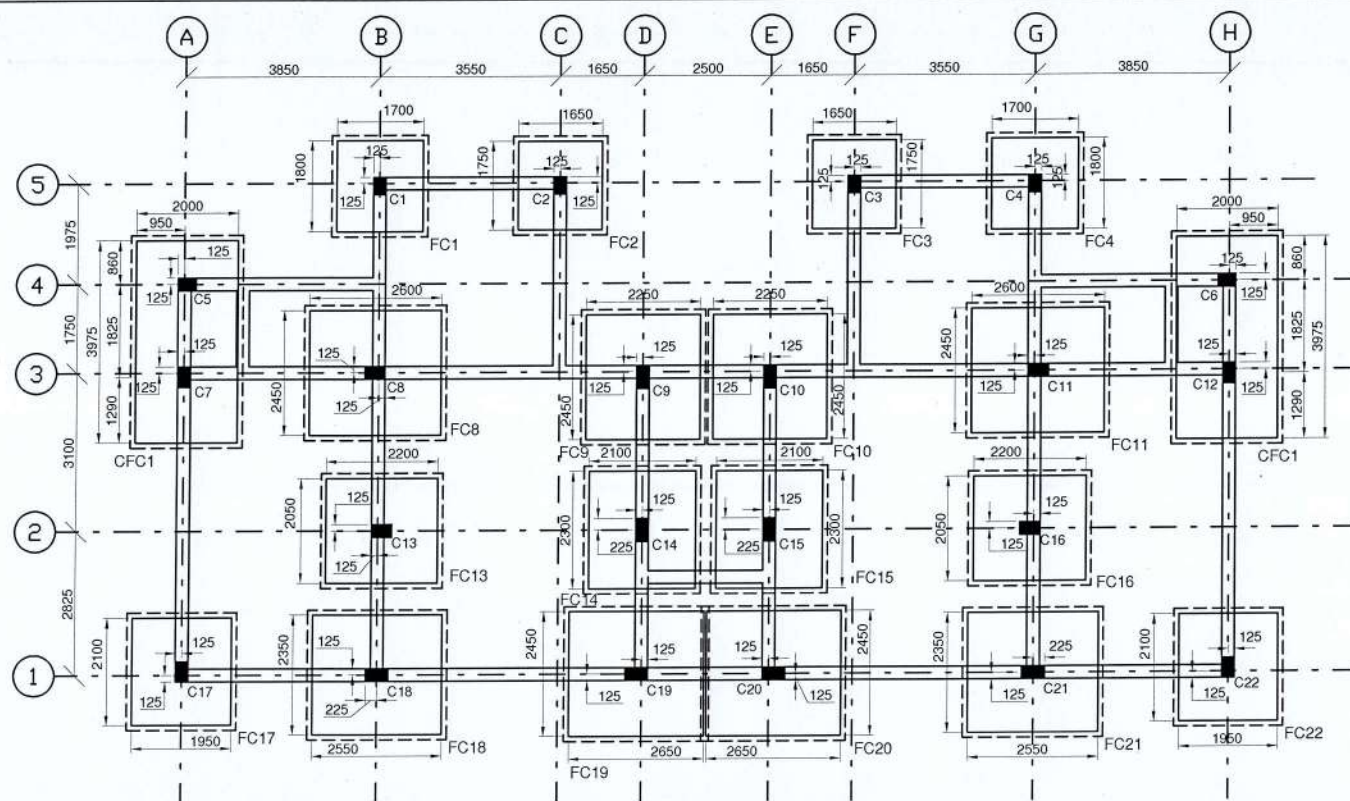 A B C D E F G H
3850 3550 1650 2500 1650 3550 3850
1700 1650 1650 1700
1800 125 125 C1 FC1
1750 125 125 C2 FC2
125 1750 125 C3 FC3
125 1800 125 C4 FC4
5
1975
2000 950 125 860 125 C5
2000 950 125 860 125 C6
4
1750
3975 1825 1290 125 125 C7 CFC1
2600 2450 125 125 C8 FC8
2250 2450 125 125 C9 FC9
2250 2450 125 125 C10 FC10
2600 2450 125 125 C11 FC11
1825 3975 1290 125 125 C12 CFC1
3
3100
2200 2050 125 125 C13 FC13
2100 2300 125 225 C14 FC14
2100 2300 125 225 C15 FC15
2200 2050 125 125 C16 FC16
2
2825
2100 125 125 C17 1950 FC17
2350 125 225 C18 2550 FC18
2450 125 125 C19 2650 FC19
2450 125 125 C20 2650 FC20
2350 225 125 C21 2550 FC21
2100 125 125 C22 1950 FC22
1